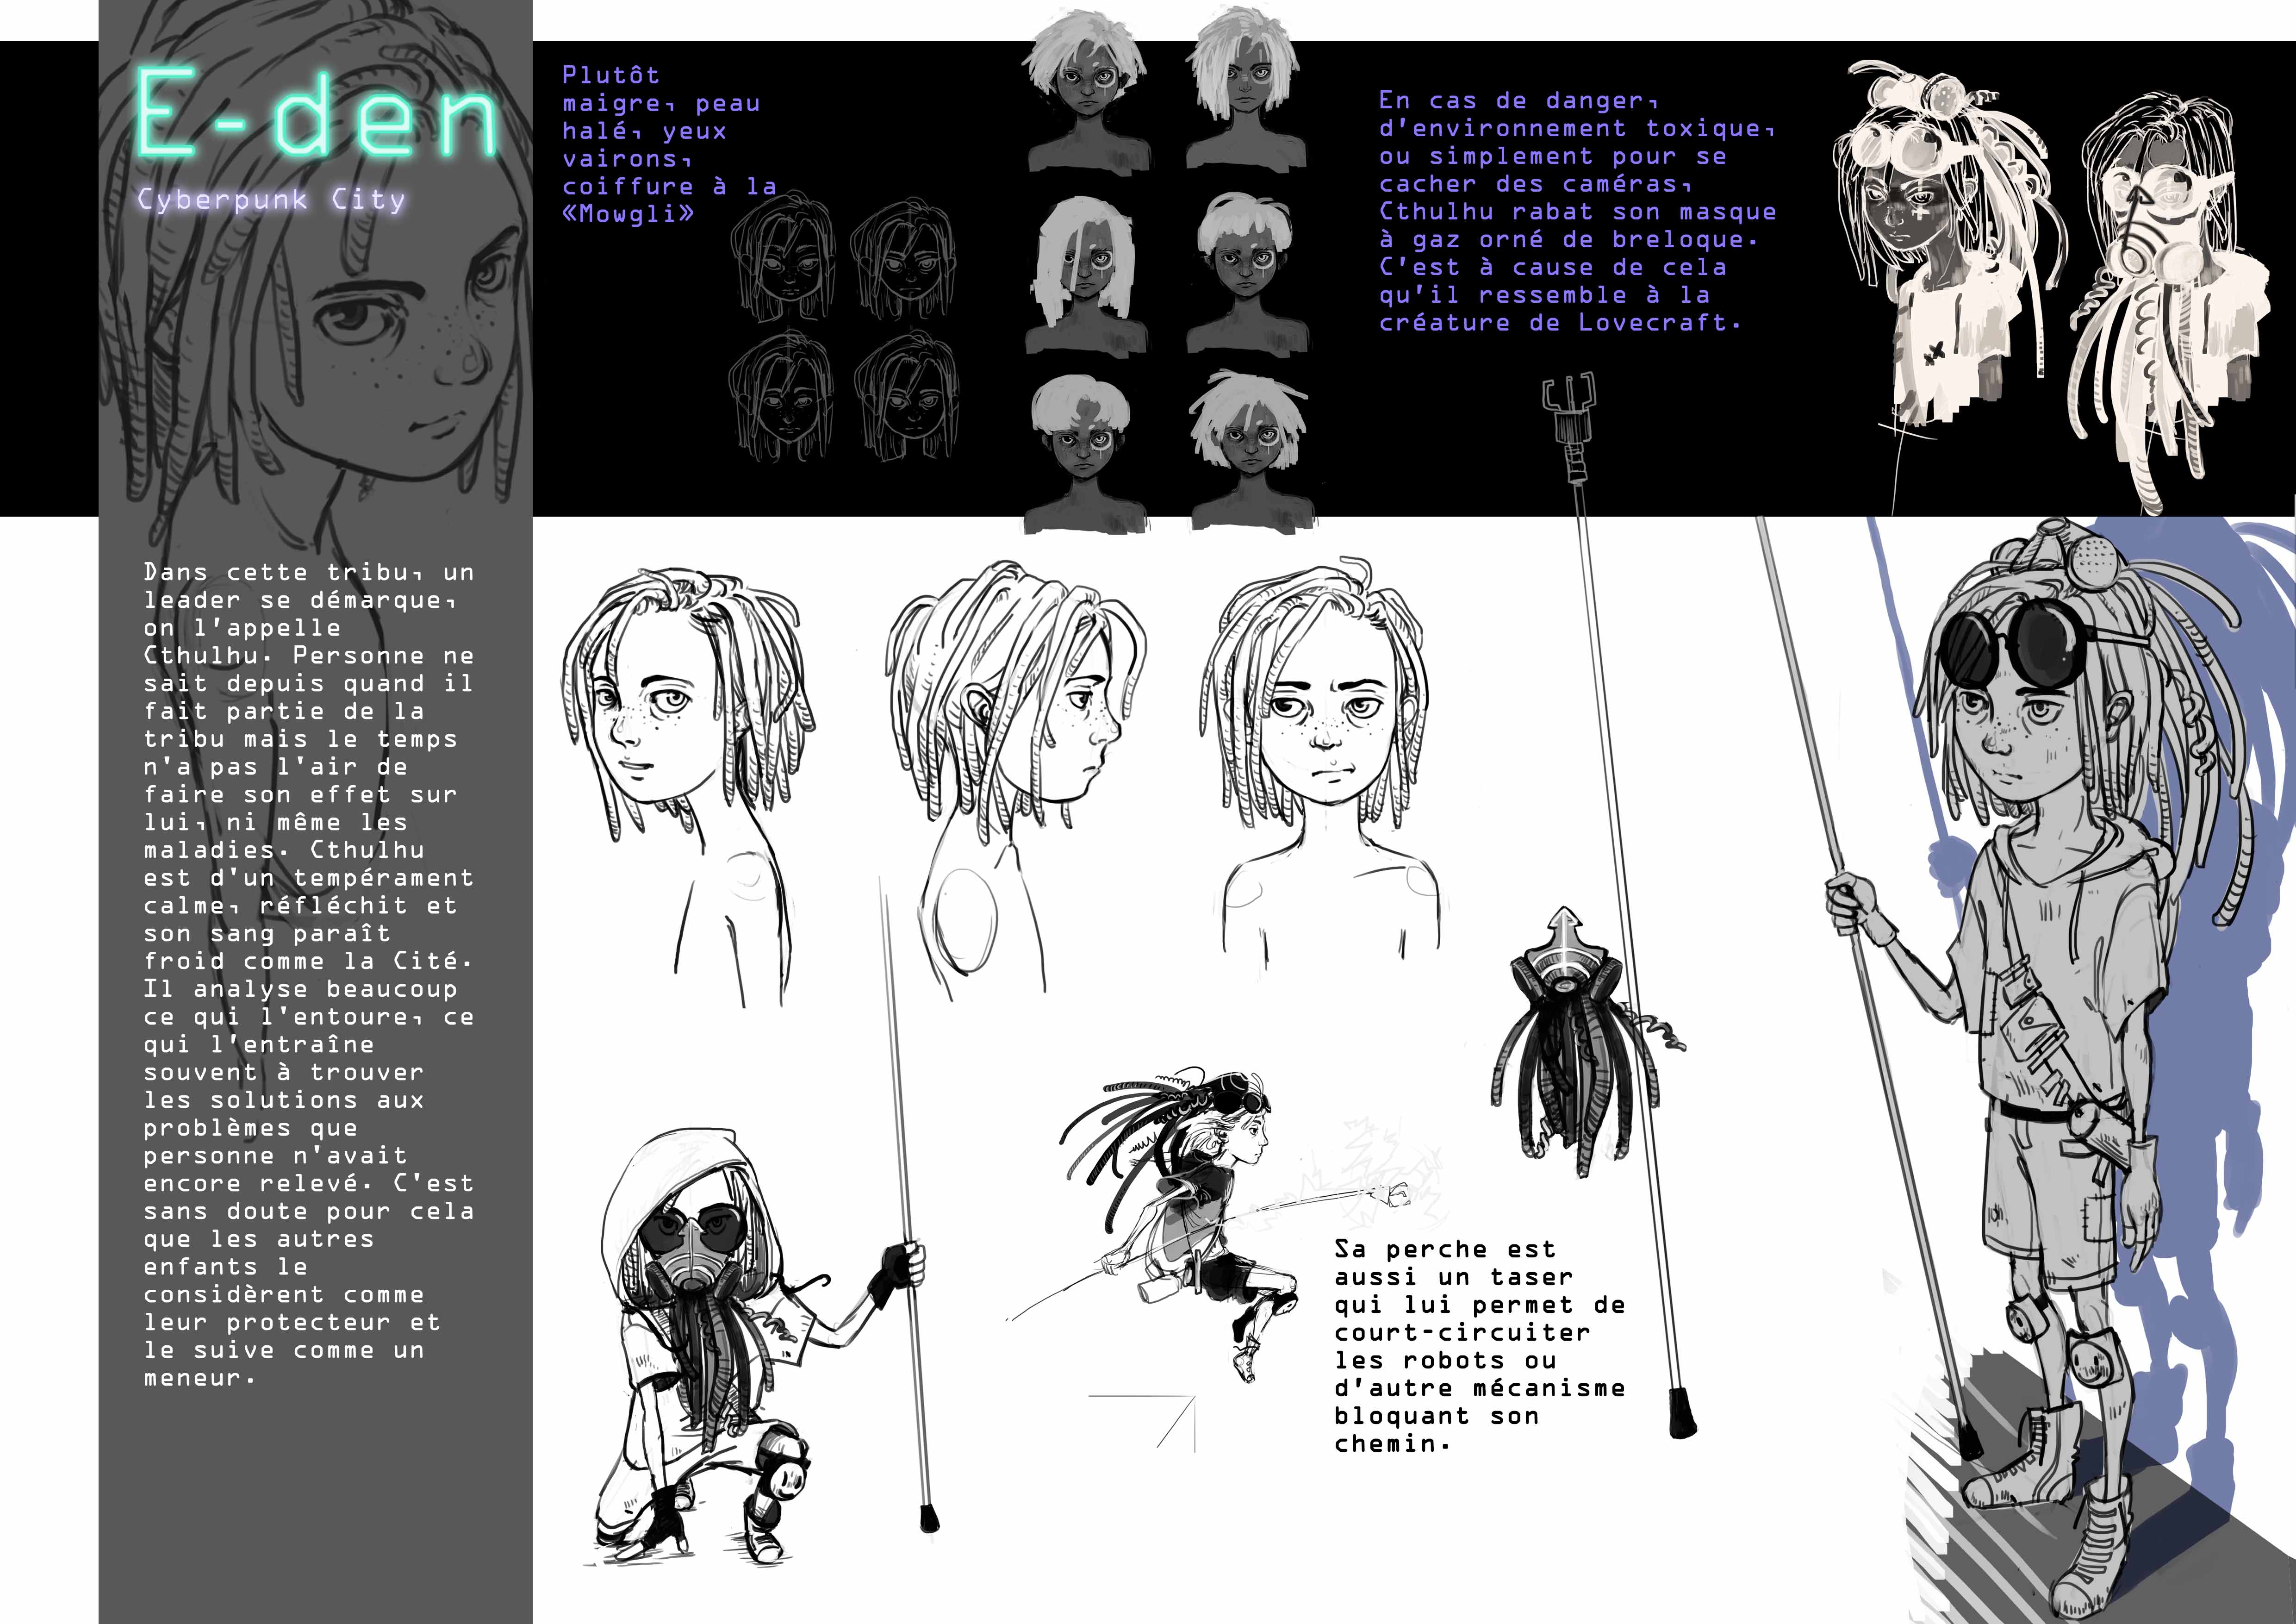 E-den
Cyberpunk City
Dans cette tribu, un
leader se démarque,
on l'appelle
Cthulhu. Personne ne
sait depuis quand il
fait partie de la
tribu mais le temps
n'a pas l'air de
faire son effet sur
lui, ni même les
maladies. Cthulhu
est d'un tempérament
calme, réfléchit et
son sang paraît
froid comme la Cité.
Il analyse beaucoup
ce qui l'entoure, ce
qui l'entraîne
souvent à trouver
les solutions aux
problèmes que
personne n'avait
encore relevé. C'est
sans doute pour cela
que les autres
enfants le
considèrent comme
leur protecteur et
le suive comme un
meneur.
Plutôt
maigre, peau
halé, yeux
vairons,
coiffure à la
«Mowgli»
En cas de danger,
d'environnement toxique,
ou simplement pour se
cacher des caméras,
Cthulhu rabat son masque
à gaz orné de breloque.
C'est à cause de cela
qu'il ressemble à la
créature de Lovecraft.
Sa perche est
aussi un taser
qui lui permet de
court-circuiter
les robots ou
d'autre mécanisme
bloquant son
chemin.